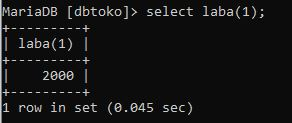 MariaDB [dbtoko]> select laba(1);
+---------+
| laba(1) |
+---------+
|    2000 |
+---------+
1 row in set (0.045 sec)